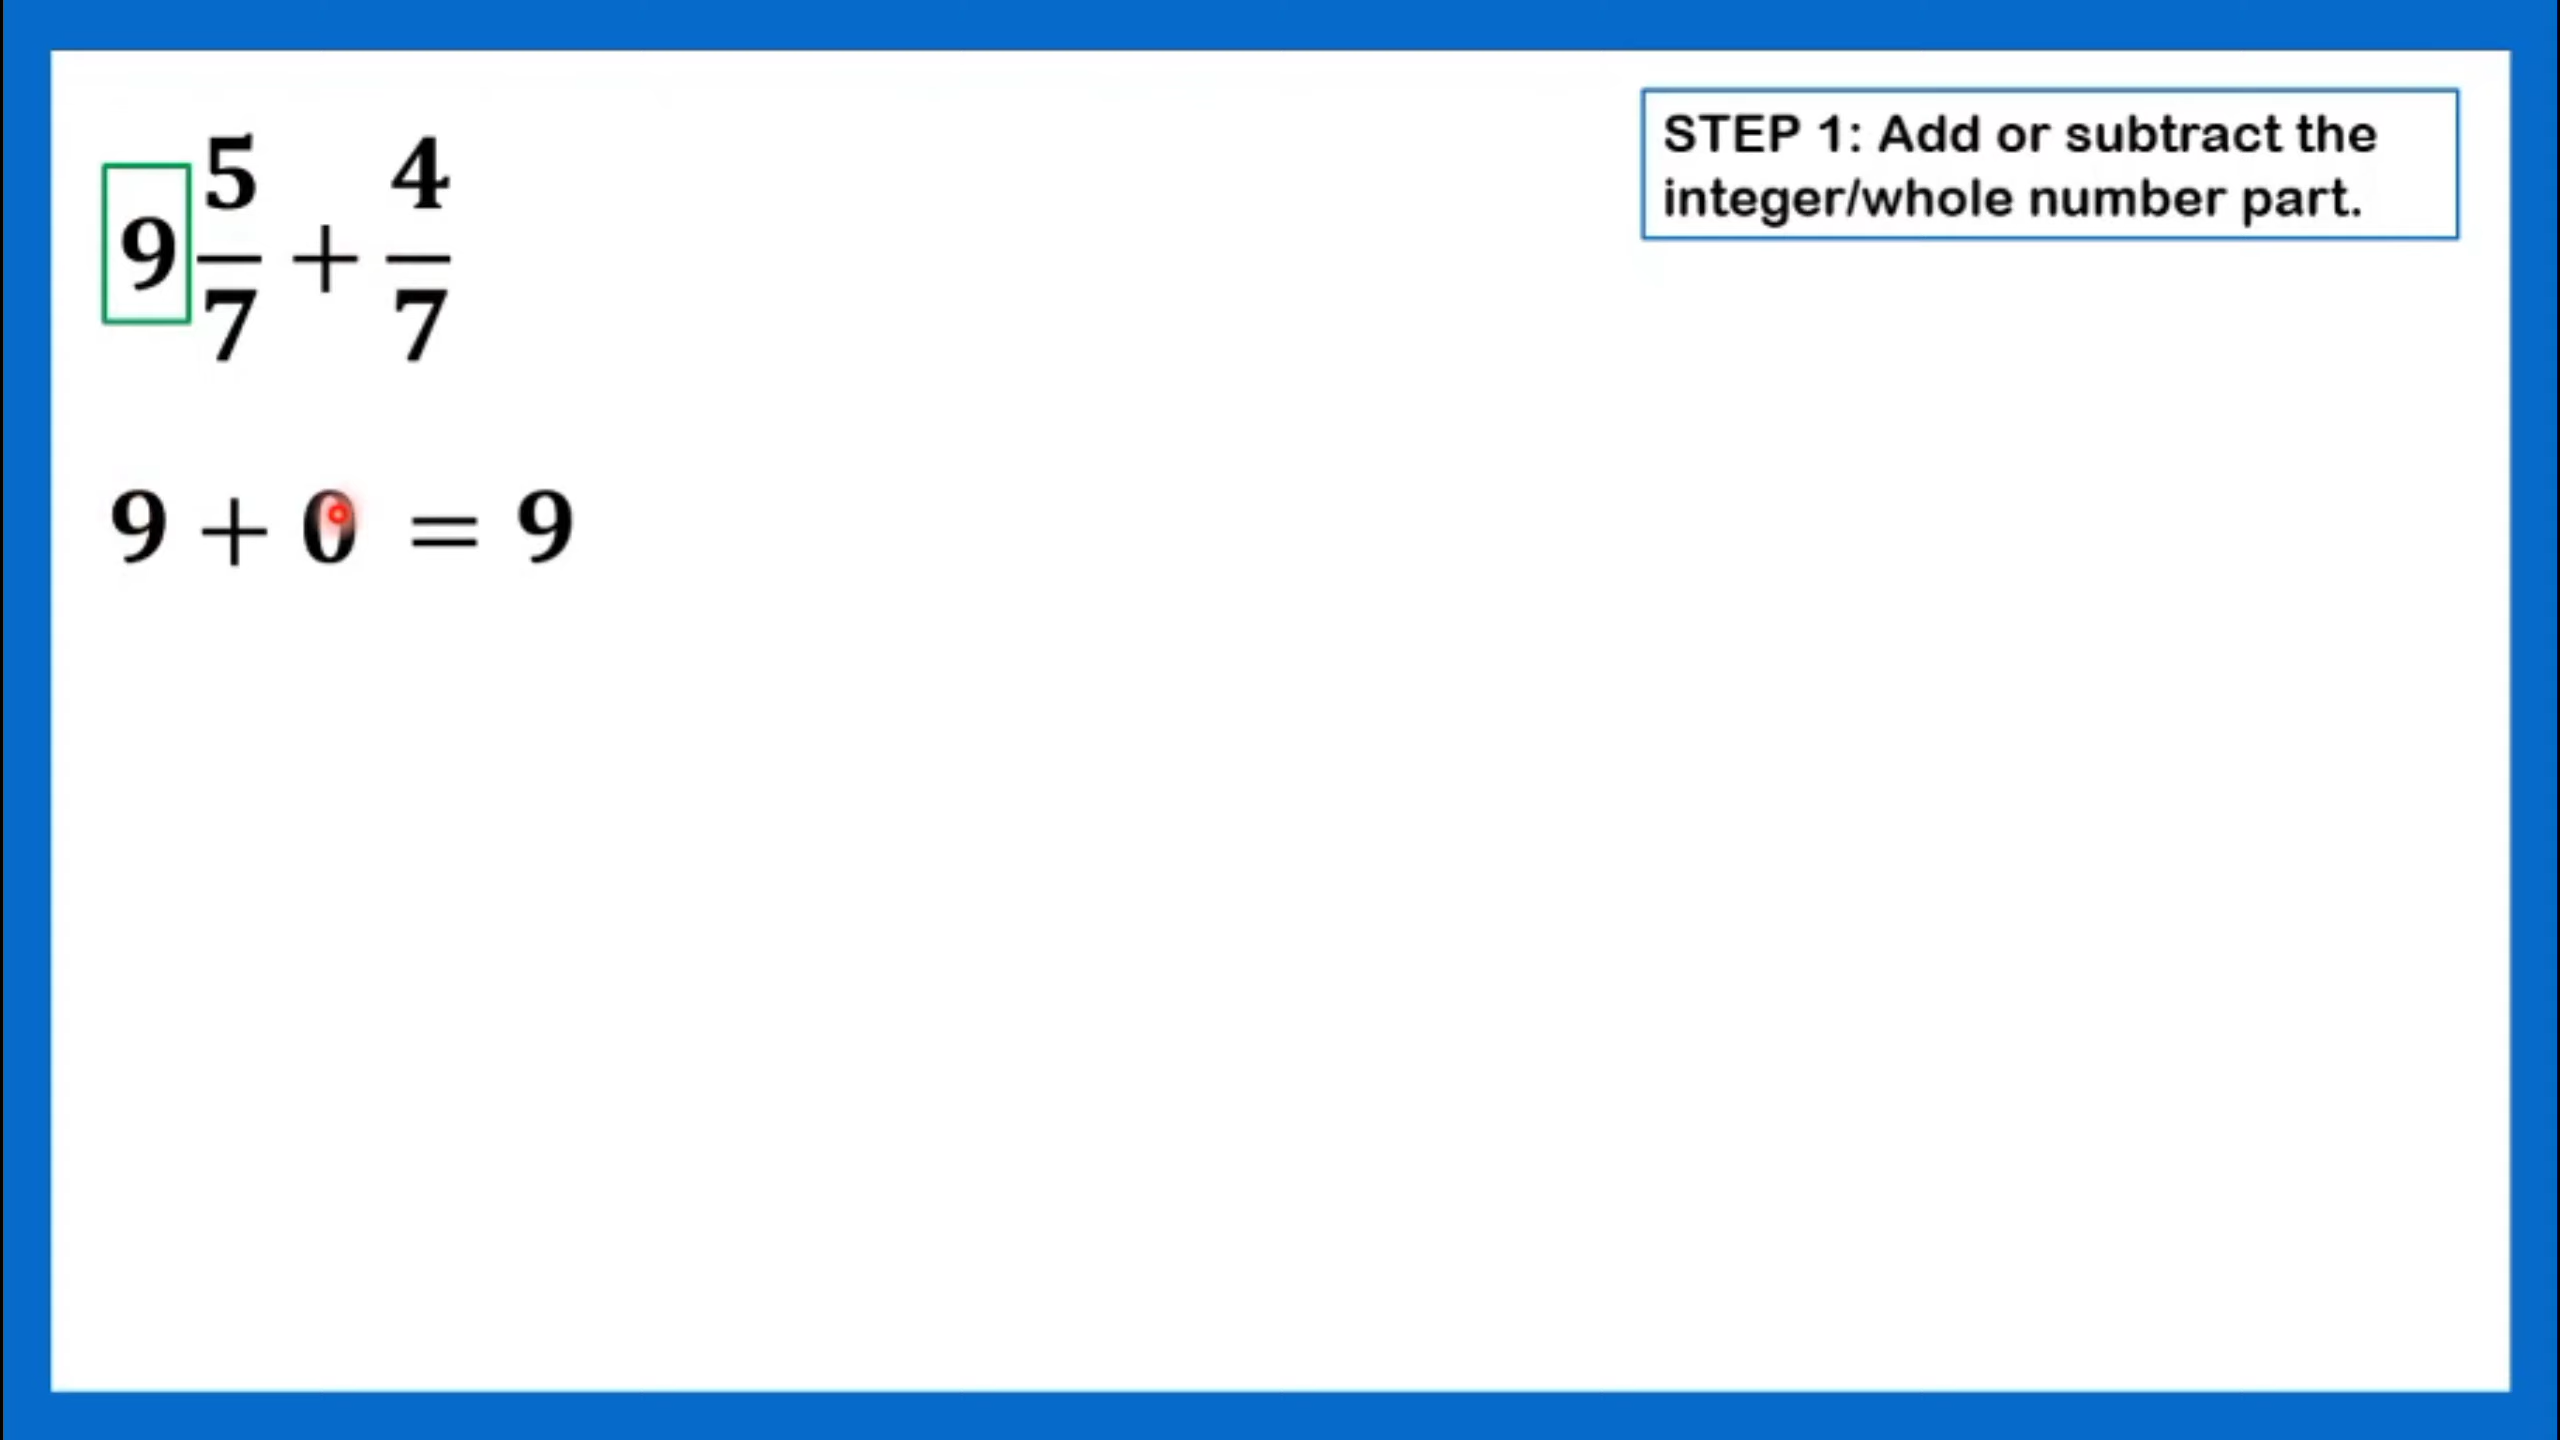 9 5/7 + 4/7
STEP 1: Add or subtract the
integer/whole number part.
9 + 0 = 9